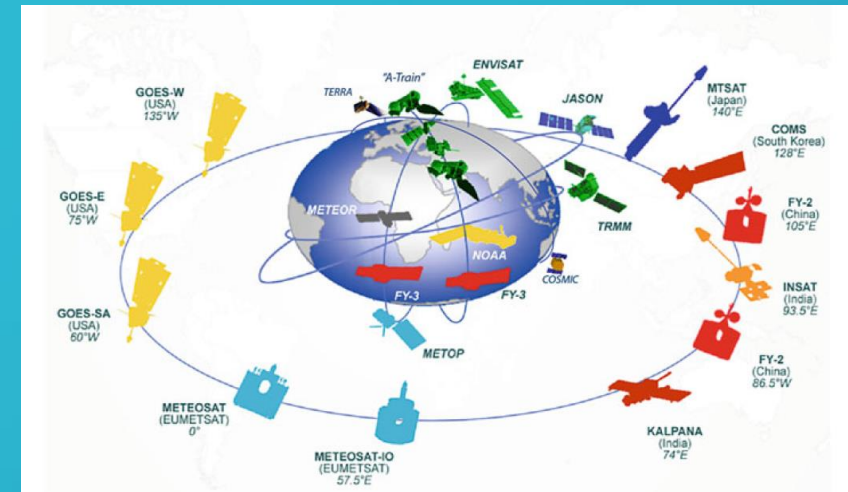 "A-Train"
ENVISAT
TERRA
JASON
GOES-W
(USA)
135°W
MTSAT
(Japan)
140°E
COMS
(South Korea)
128°E
GOES-E
(USA)
75°W
METEOR
TRMM
FY-2
(China)
105°E
NOAA
COSMIC
FY-3
FY-3
INSAT
(India)
93.5°E
GOES-SA
(USA)
60°W
METOP
FY-2
(China)
86.5°W
METEOSAT
(EUMETSAT)
0°
KALPANA
(India)
74°E
METEOSAT-IO
(EUMETSAT)
57.5°E